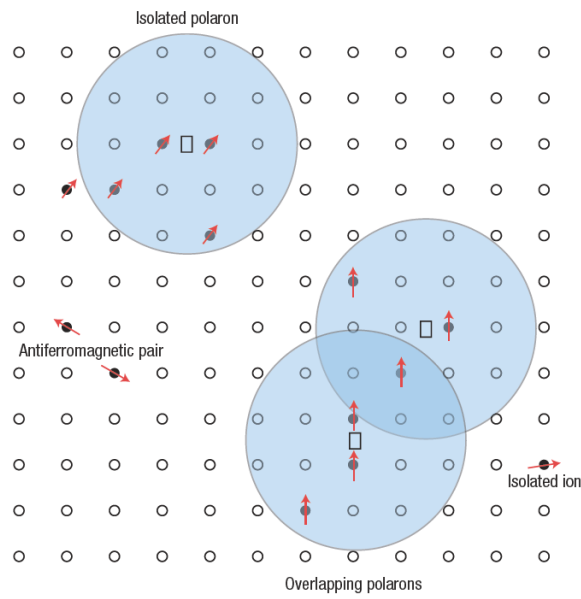 Isolated polaron
Antiferromagnetic pair
Isolated ion
Overlapping polarons